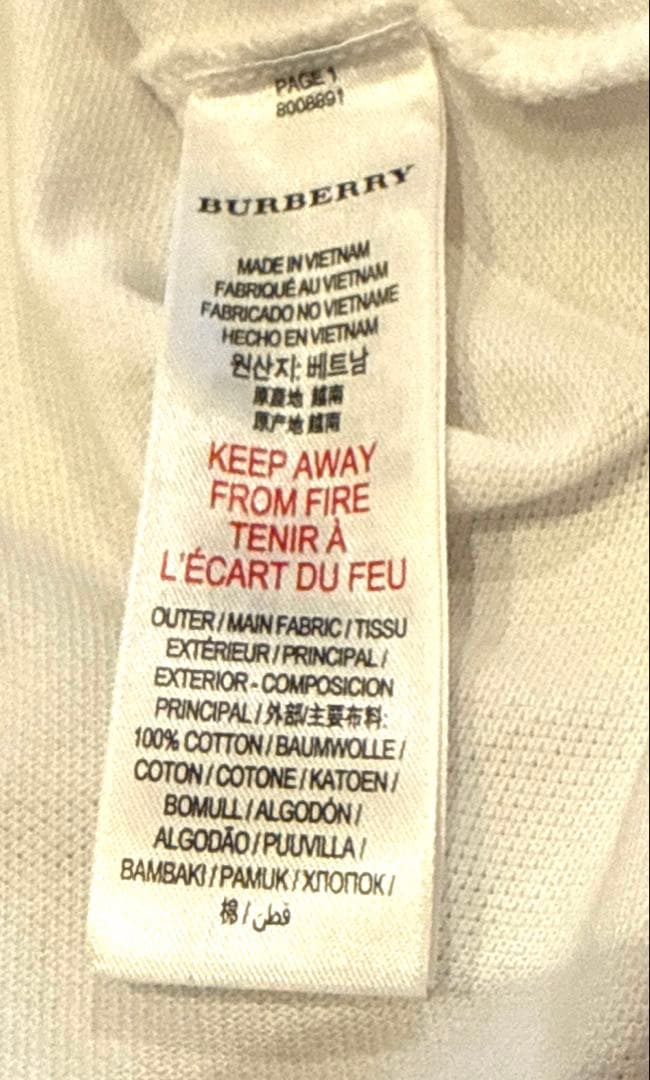 PAGE 1
8008891
BURBERRY
MADE IN VIETNAM
FABRIQUÉ AU VIETNAM
FABRICADO NO VIETNAME
HECHO EN VIETNAM
원산지: 베트남
原產地 越南
原产地 越南
KEEP AWAY
FROM FIRE
TENIR À
L'ÉCART DU FEU
OUTER / MAIN FABRIC / TISSU
EXTÉRIEUR / PRINCIPAL /
EXTERIOR - COMPOSICION
PRINCIPAL / 外部/主要布料:
100% COTTON / BAUMWOLLE /
COTON / COTONE / KATOEN /
BOMULL / ALGODÓN /
ALGODÃO / PUUVILLA /
BAMBAKI / PAMUK / ХПОПОК /
棉 / قطن